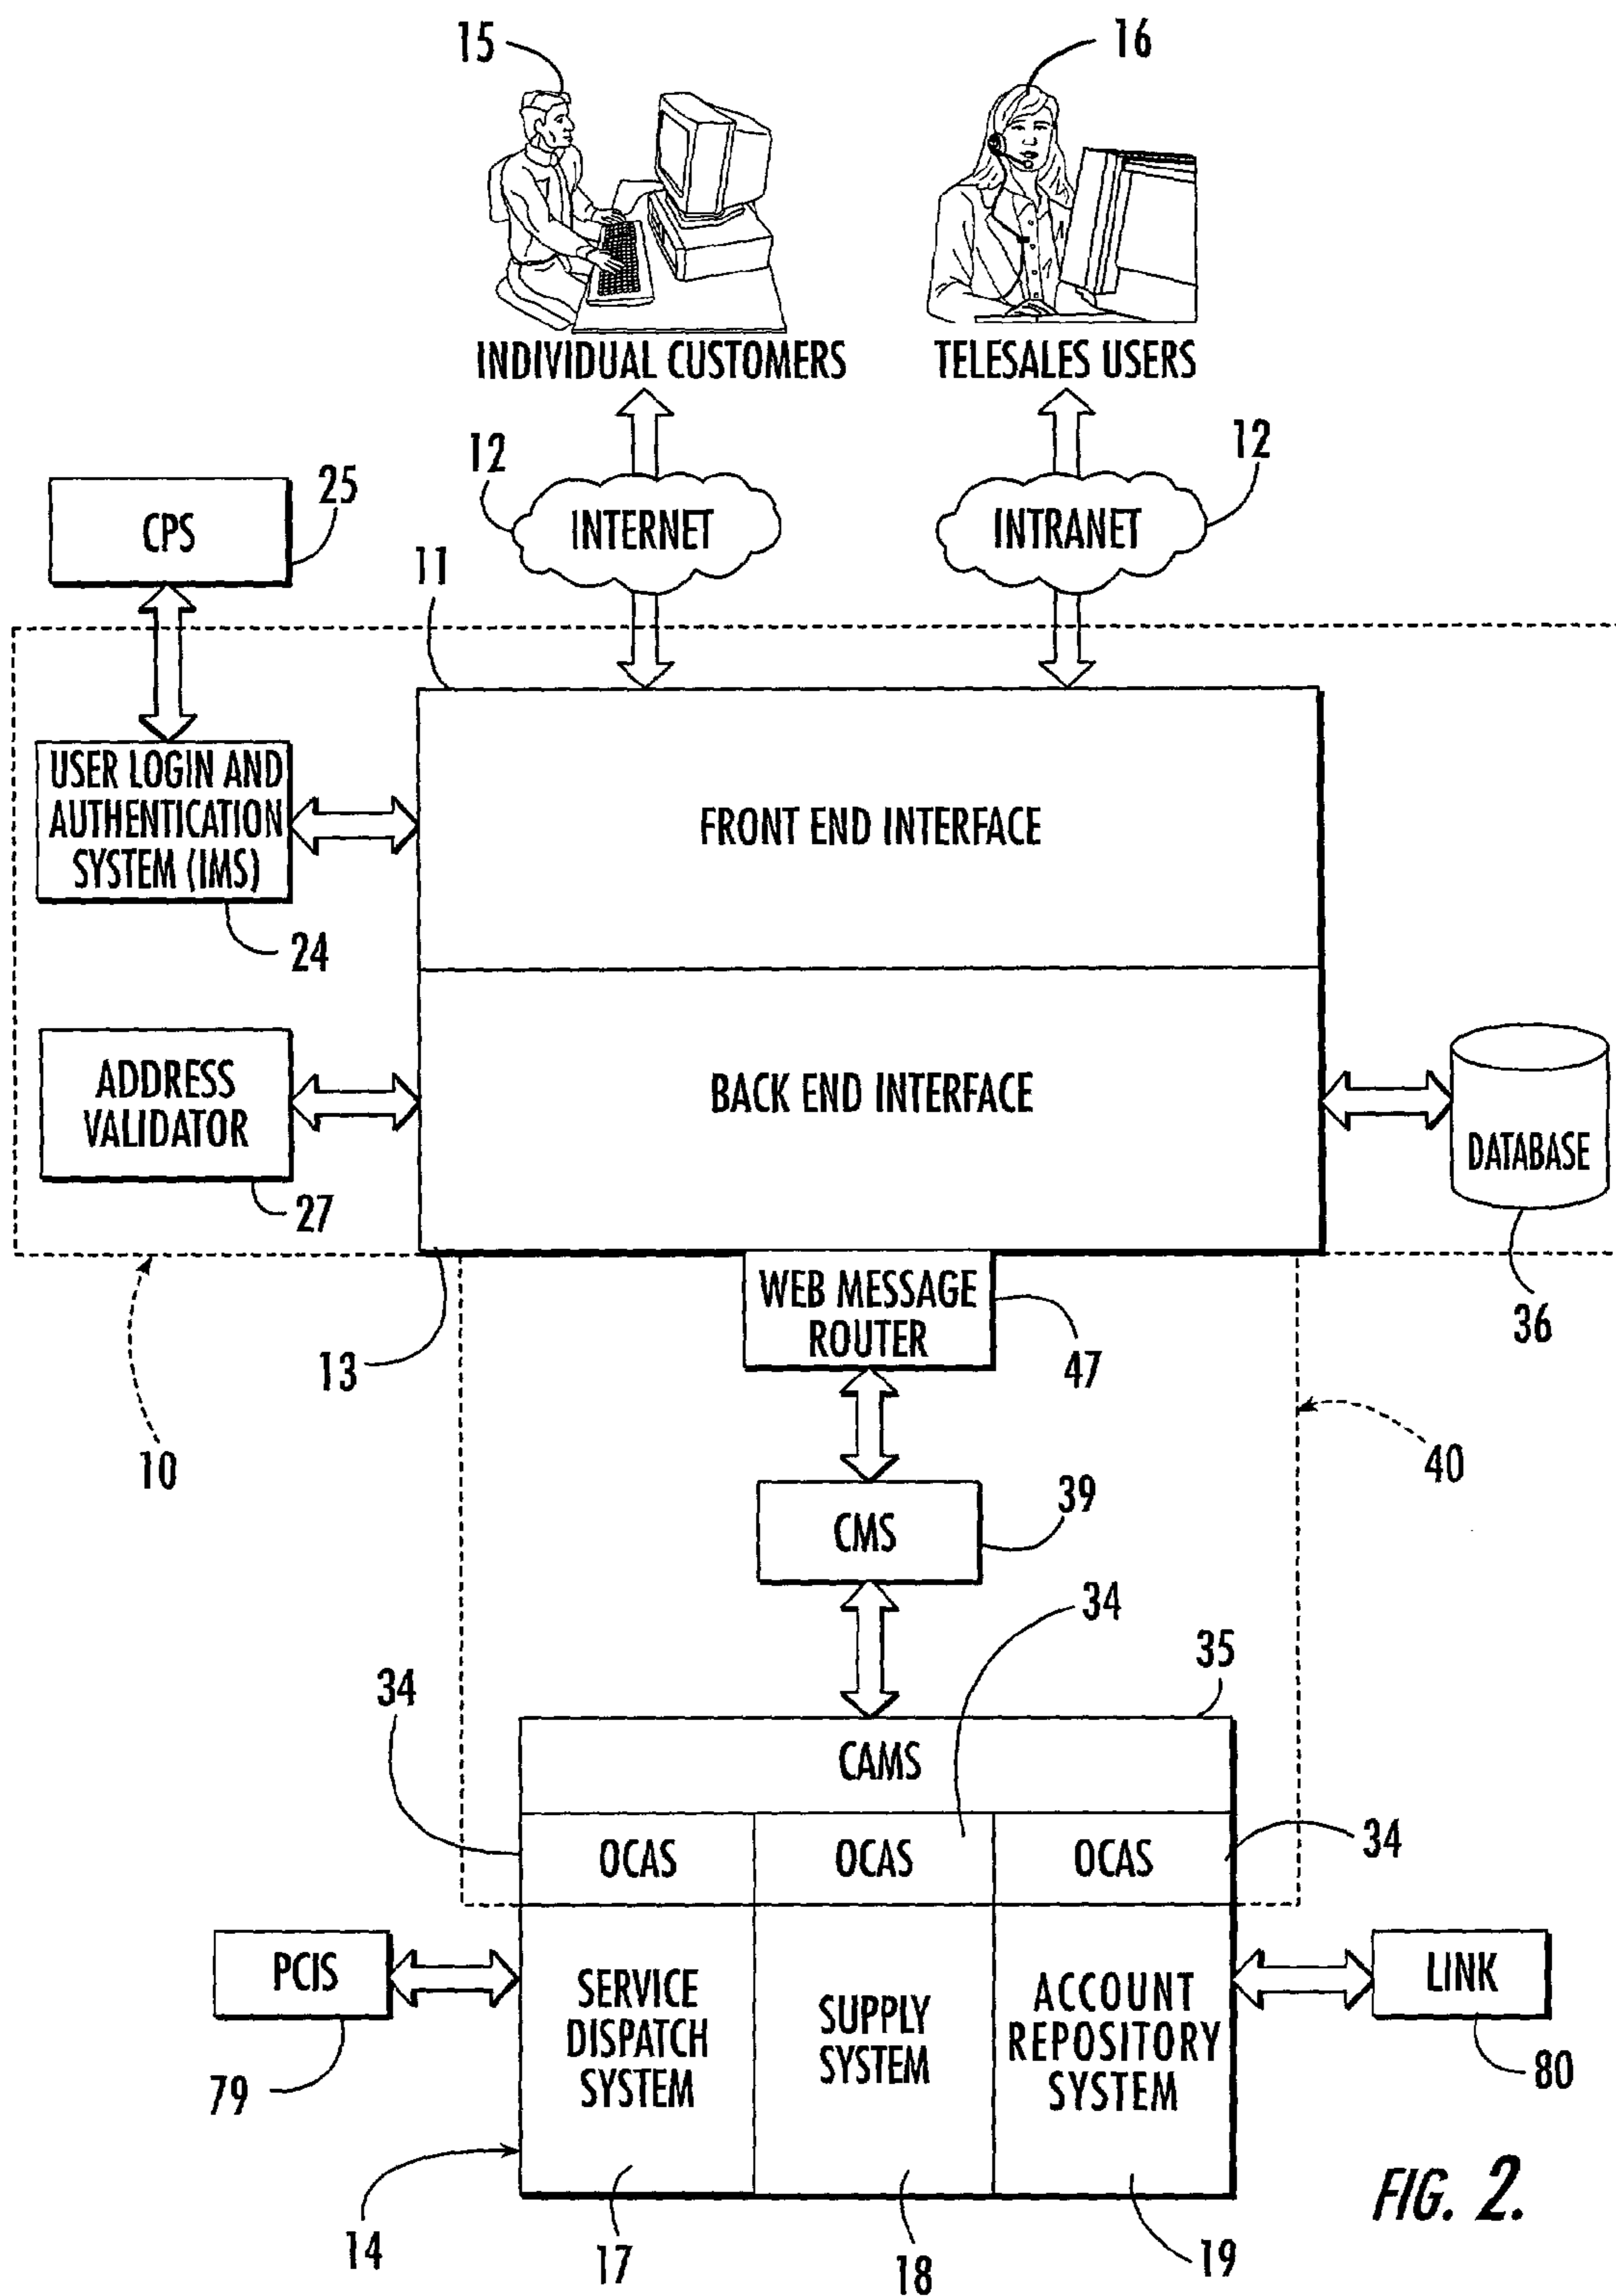 15
16
INDIVIDUAL CUSTOMERS
TELESALES USERS
12
12
25
CPS
INTERNET
INTRANET
11
USER LOGIN AND
AUTHENTICATION
SYSTEM (IMS)
FRONT END INTERFACE
24
ADDRESS
VALIDATOR
BACK END INTERFACE
DATABASE
27
36
WEB MESSAGE
ROUTER
13
47
10
40
CMS
39
34
35
34
CAMS
OCAS
OCAS
OCAS
34
PCIS
SERVICE
DISPATCH
SYSTEM
SUPPLY
SYSTEM
ACCOUNT
REPOSITORY
SYSTEM
LINK
79
80
14
17
18
19
FIG. 2.